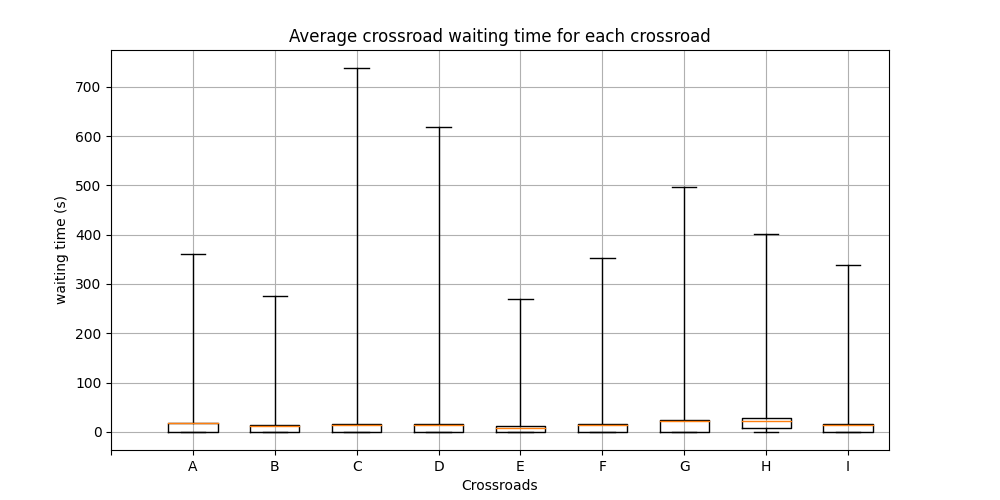 Average crossroad waiting time for each crossroad
700
600
500
400
300
200
100
0
waiting time (s)
A B C D E F G H I
Crossroads